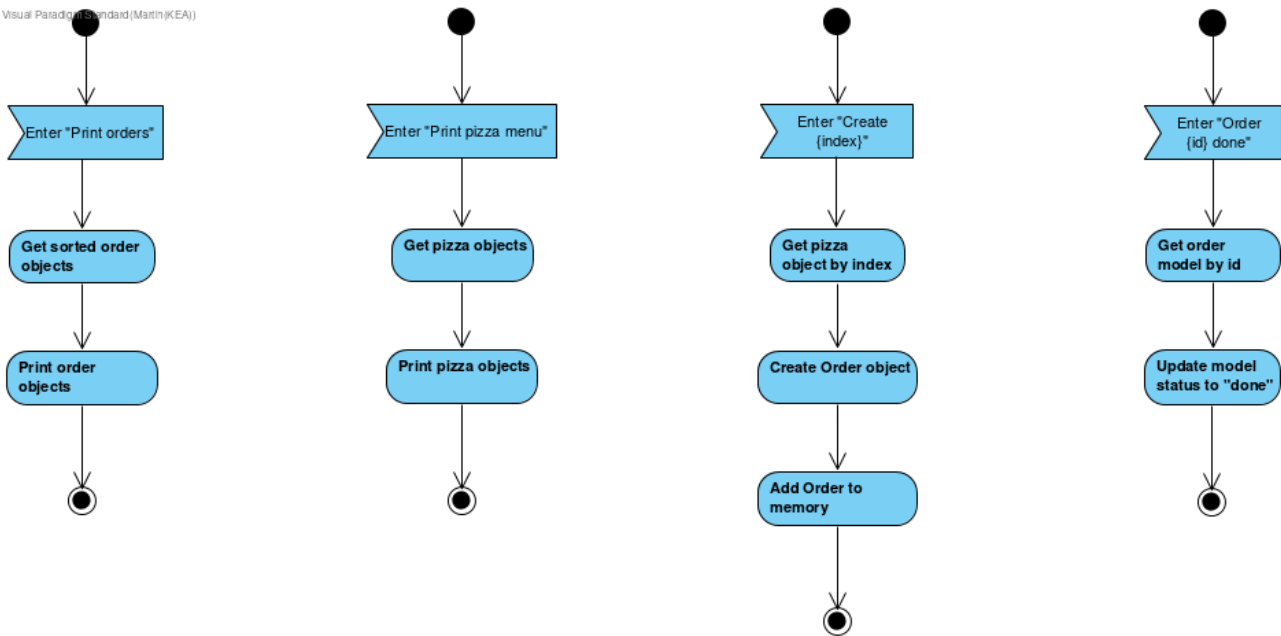 Visual Paradigm Standard(Martin(KEA))
Enter "Print orders"
Get sorted order
objects
Print order
objects
Enter "Print pizza menu"
Get pizza objects
Print pizza objects
Enter "Create
{index}"
Get pizza
object by index
Create Order object
Add Order to
memory
Enter "Order
{id} done"
Get order
model by id
Update model
status to "done"